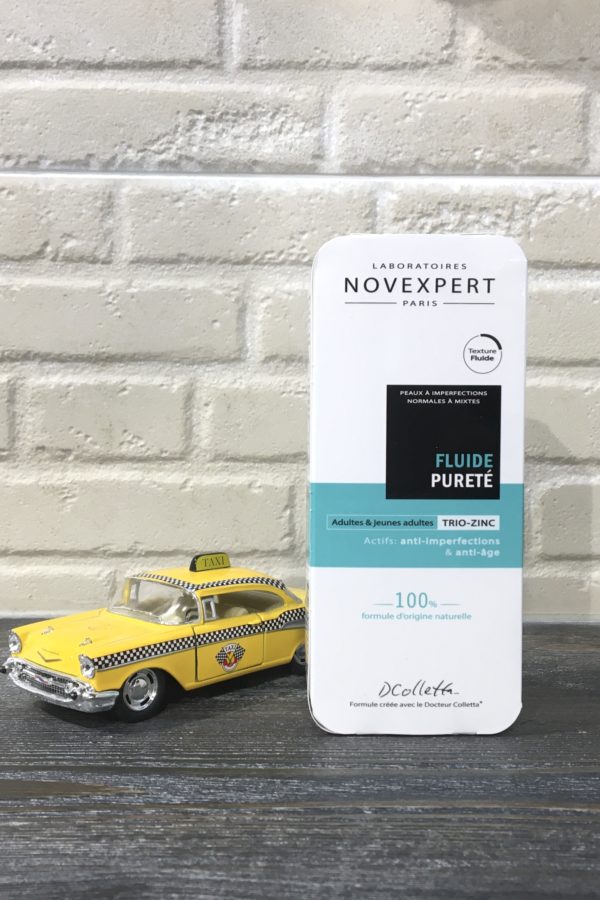 LABORATOIRES
NOVEXPERT
PARIS
Texture
Fluide
PEAUX À IMPERFECTIONS
NORMALES À MIXTES
FLUIDE
PURETÉ
Adultes & Jeunes adultes TRIO-ZINC
Actifs: anti-imperfections
& anti-âge
100%
formule d'origine naturelle
DColletta
Formule créée avec le Docteur Colletta*
TAXI
TAXI